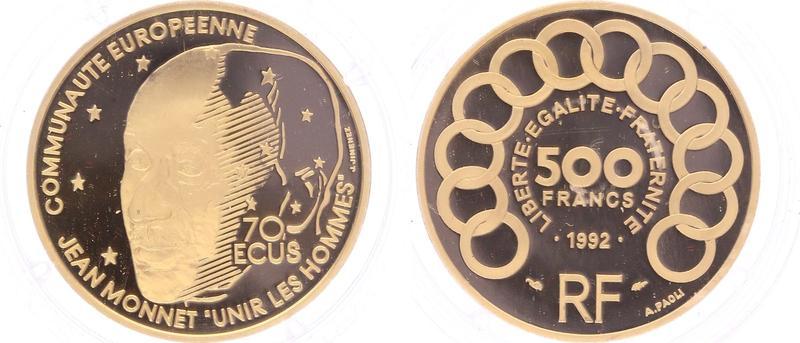 COMMUNAUTE EUROPEENNE
T.JIMENEZ
70
ECUS
JEAN MONNET "UNIR LES HOMMES"
LIBERTE·EGALITE·FRATERNITE
500
FRANCS
· 1992 ·
RF
A.PAOLI